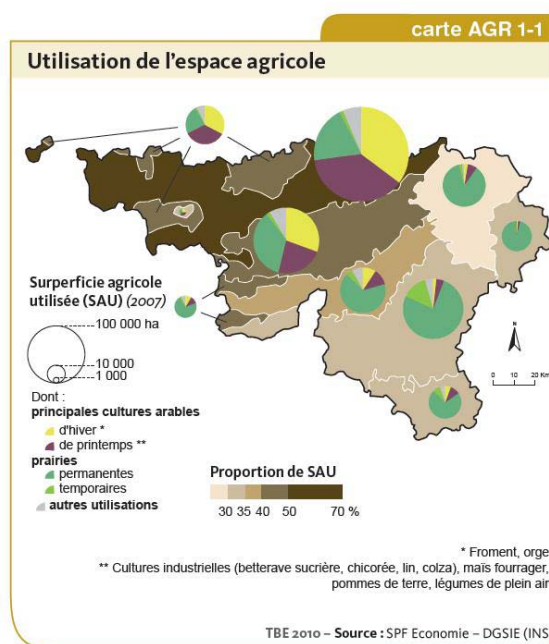 carte AGR 1-1
Utilisation de l'espace agricole
Surperficie agricole
utilisée (SAU) (2007)
100 000 ha
10 000
1 000
Dont :
principales cultures arables
d'hiver *
de printemps **
prairies
permanentes
temporaires
autres utilisations
Proportion de SAU
30 35 40 50 70 %
N
0 10 20 Km
* Froment, orge
** Cultures industrielles (betterave sucrière, chicorée, lin, colza), maïs fourrager,
pommes de terre, légumes de plein air
TBE 2010 – Source : SPF Economie – DGSIE (INS